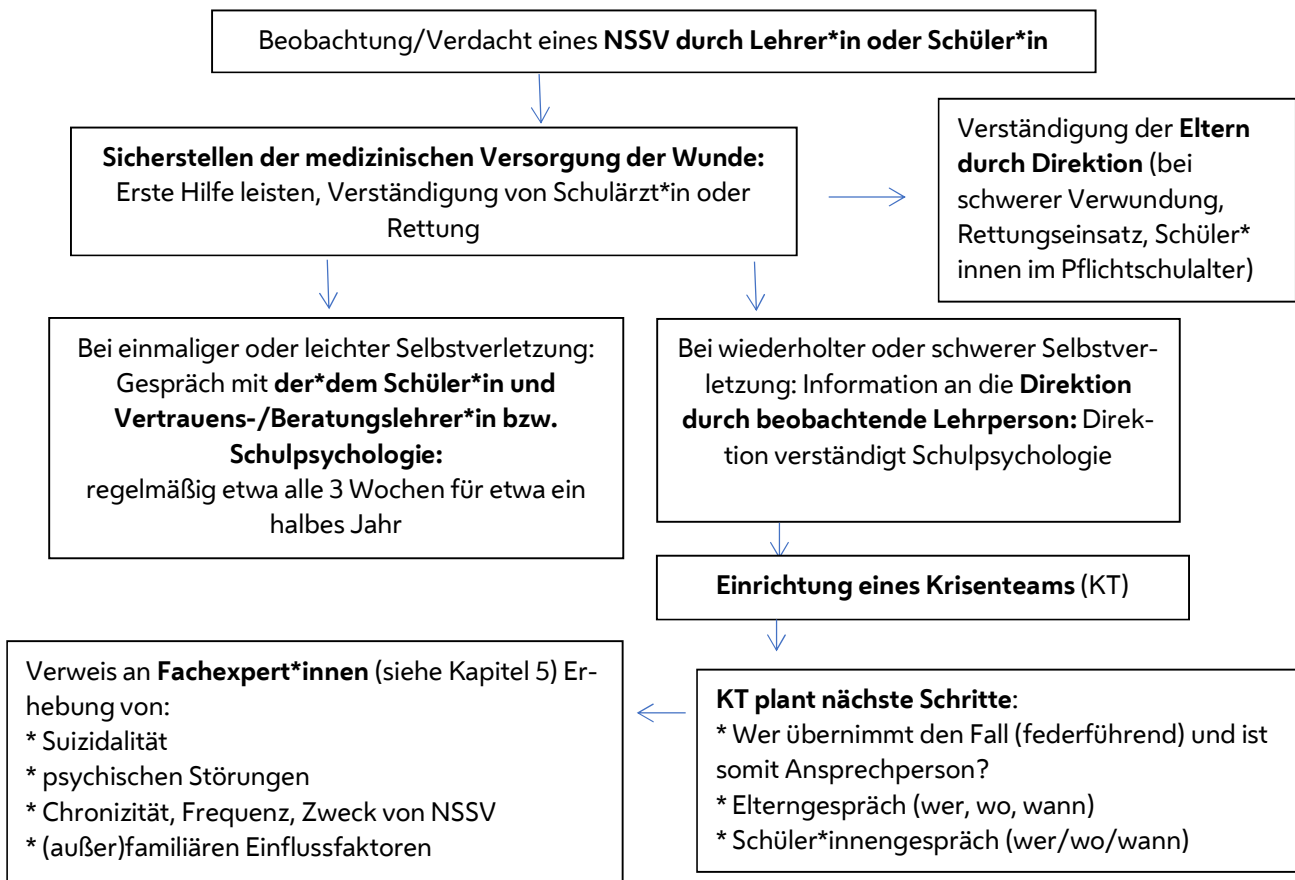 Beobachtung/Verdacht eines NSSV durch Lehrer*in oder Schüler*in
Sicherstellen der medizinischen Versorgung der Wunde:
Erste Hilfe leisten, Verständigung von Schulärzt*in oder
Rettung
Verständigung der Eltern
durch Direktion (bei
schwerer Verwundung,
Rettungseinsatz, Schüler*
innen im Pflichtschulalter)
Bei einmaliger oder leichter Selbstverletzung:
Gespräch mit der*dem Schüler*in und
Vertrauens-/Beratungslehrer*in bzw.
Schulpsychologie:
regelmäßig etwa alle 3 Wochen für etwa ein
halbes Jahr
Bei wiederholter oder schwerer Selbstver-
letzung: Information an die Direktion
durch beobachtende Lehrperson: Direk-
tion verständigt Schulpsychologie
Einrichtung eines Krisenteams (KT)
KT plant nächste Schritte:
* Wer übernimmt den Fall (federführend) und ist
somit Ansprechperson?
* Elterngespräch (wer, wo, wann)
* Schüler*innengespräch (wer/wo/wann)
Verweis an Fachexpert*innen (siehe Kapitel 5) Er-
hebung von:
* Suizidalität
* psychischen Störungen
* Chronizität, Frequenz, Zweck von NSSV
* (außer)familiären Einflussfaktoren